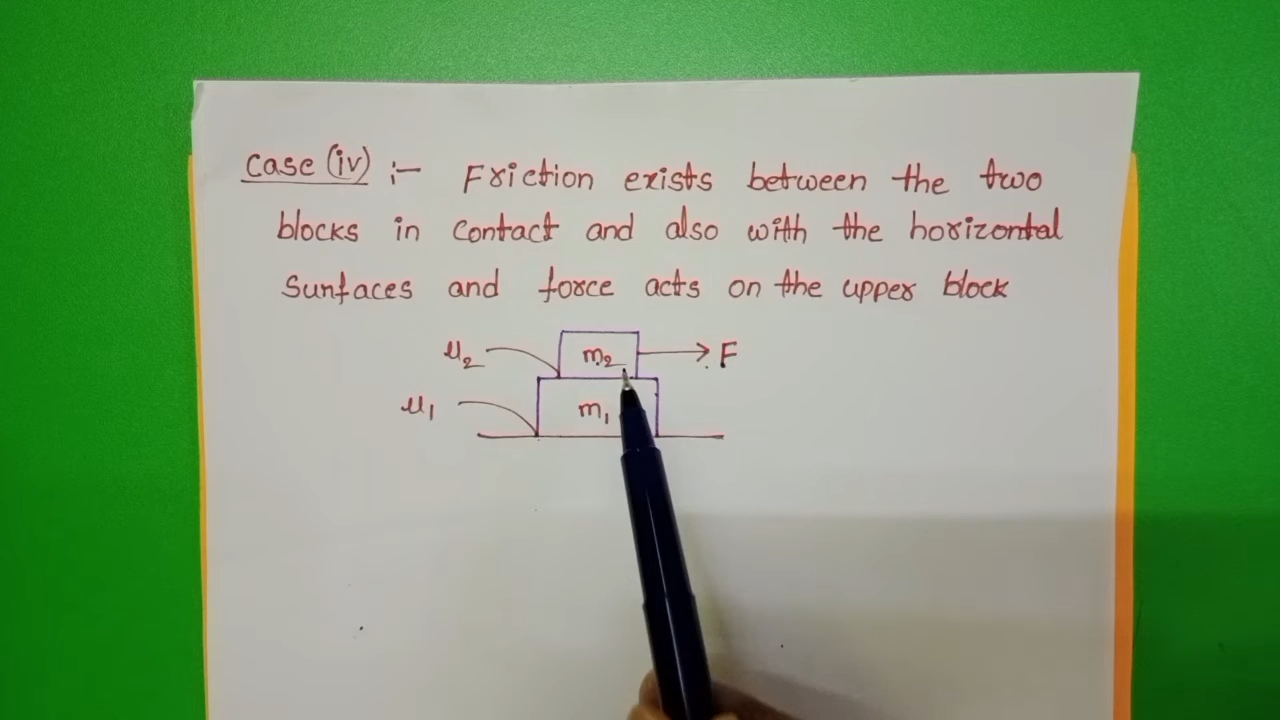 Case (iv) :- Friction exists between the two
blocks in contact and also with the horizontal
Surfaces and force acts on the upper block
μ₂ m₂ F
μ₁ m₁